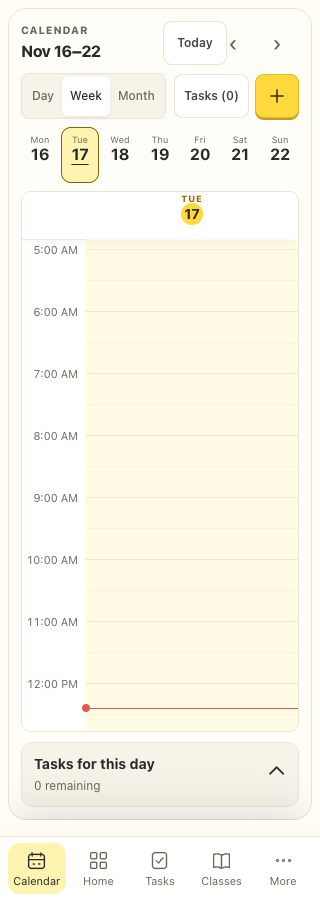 CALENDAR
Nov 16–22
Today
Day Week Month
Tasks (0)
Mon Tue Wed Thu Fri Sat Sun
16 17 18 19 20 21 22
TUE
17
5:00 AM
6:00 AM
7:00 AM
8:00 AM
9:00 AM
10:00 AM
11:00 AM
12:00 PM
Tasks for this day
0 remaining
Calendar Home Tasks Classes More